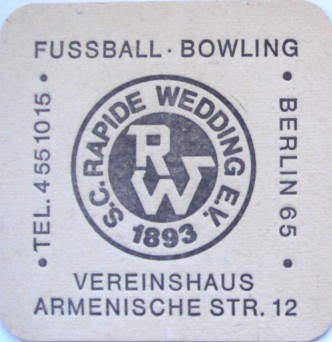 FUSSBALL · BOWLING
• TEL. 4 55 10 15 •
S.C. RAPIDE WEDDING E.V.
RW
1893
• BERLIN 65 •
VEREINSHAUS
ARMENISCHE STR. 12